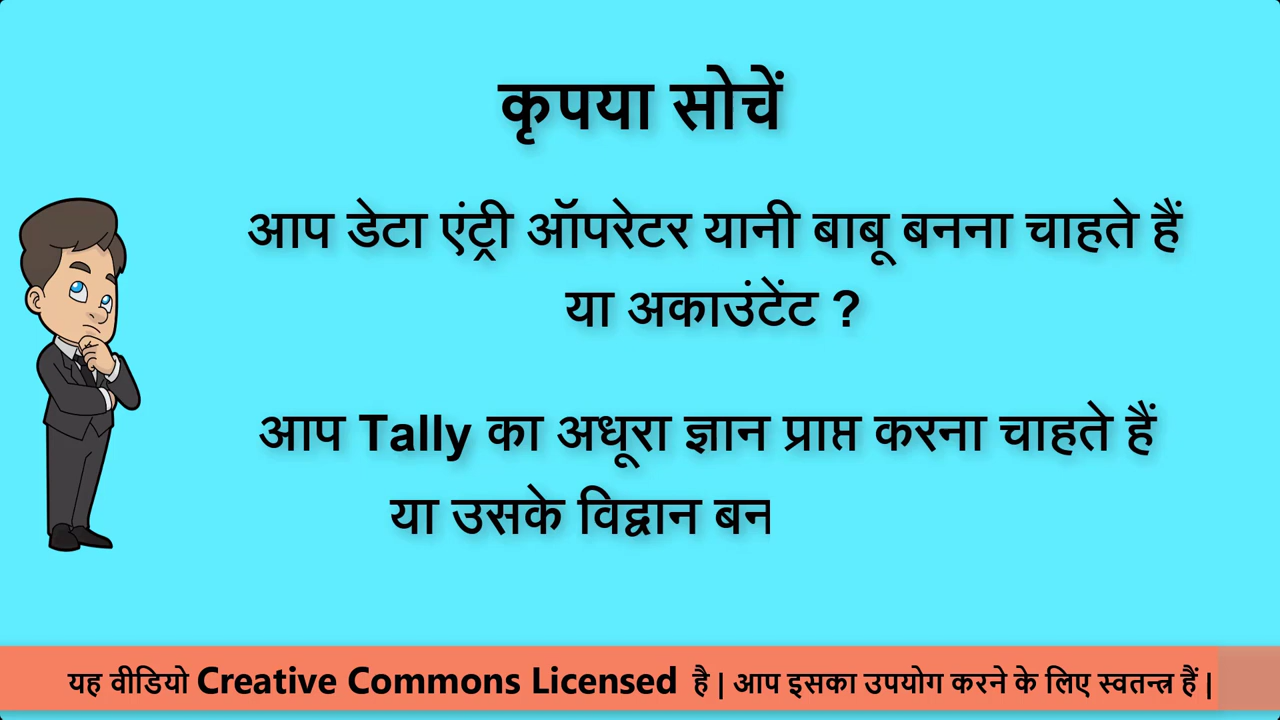 कृपया सोचें
आप डेटा एंट्री ऑपरेटर यानी बाबू बनना चाहते हैं
या अकाउंटेंट ?
आप Tally का अधूरा ज्ञान प्राप्त करना चाहते हैं
या उसके विद्वान बन
यह वीडियो Creative Commons Licensed है | आप इसका उपयोग करने के लिए स्वतन्त्र हैं |